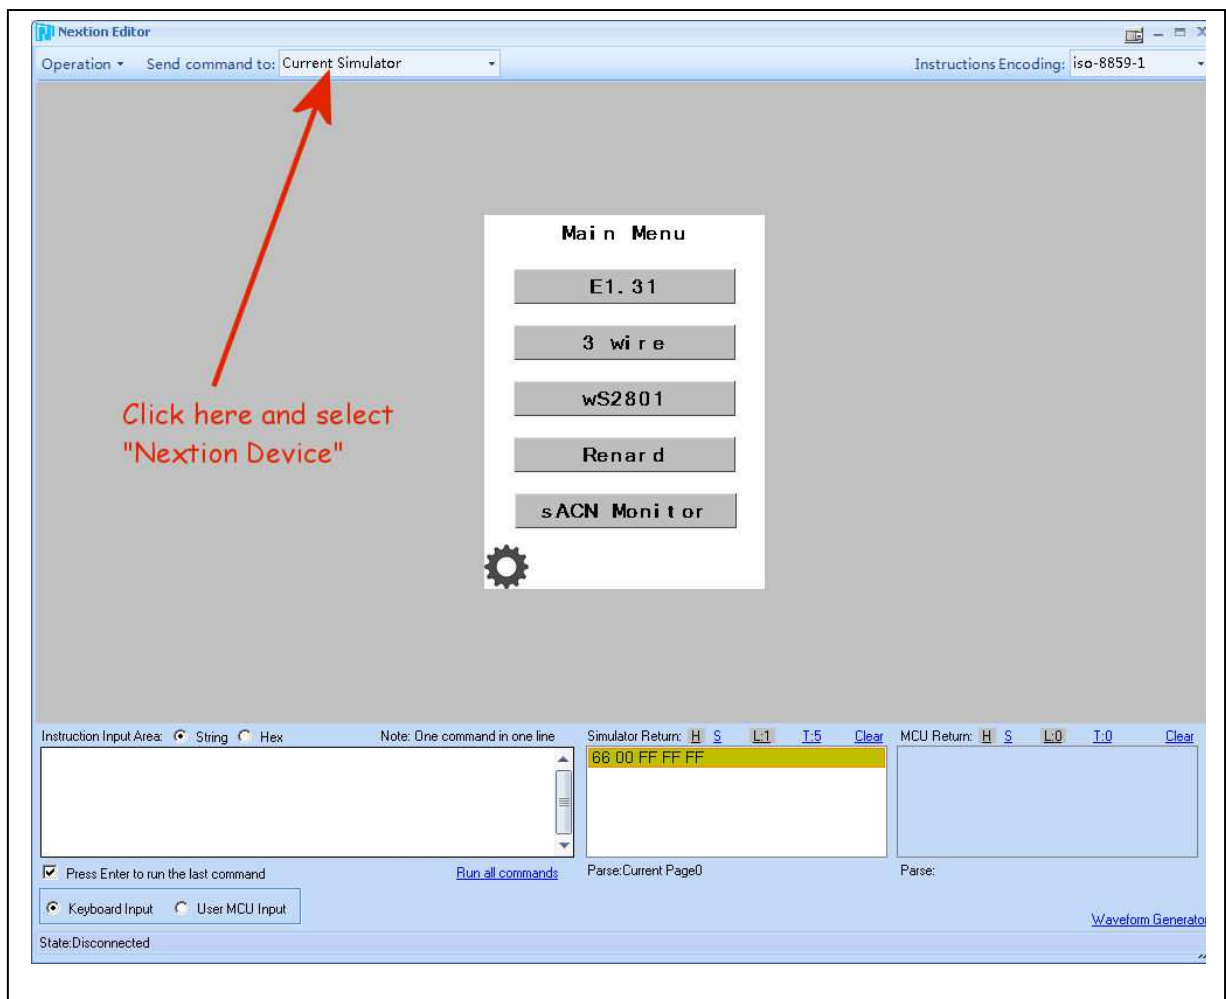 Nextion Editor
Operation Send command to: Current Simulator Instructions Encoding: iso-8859-1
Main Menu
E1.31
3 wire
wS2801
Renard
sACN Monitor
Click here and select
"Nextion Device"
Instruction Input Area: String Hex Note: One command in one line
Simulator Return: H S L:1 T:5 Clear
MCU Return: H S L:0 T:0 Clear
66 00 FF FF FF
Press Enter to run the last command Run all commands
Parse:Current Page0
Parse:
Keyboard Input User MCU Input
Waveform Generator
State:Disconnected